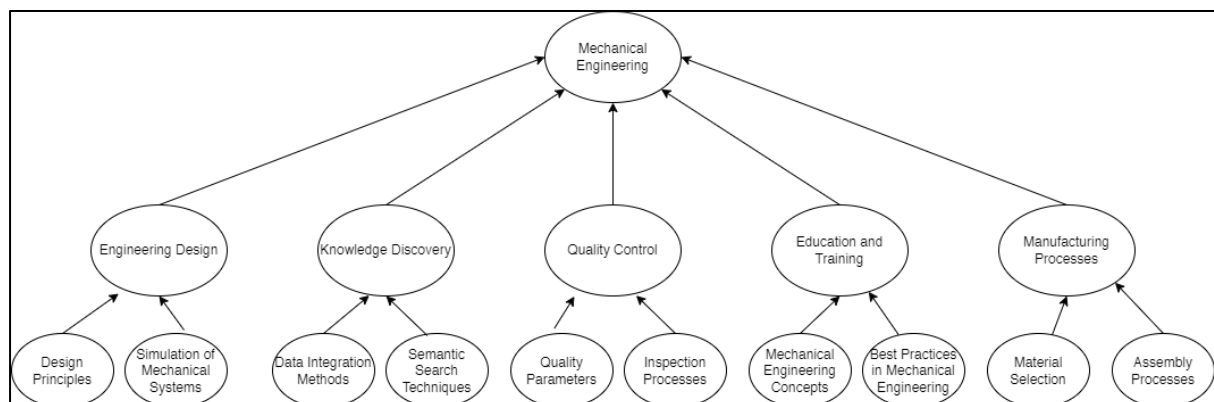 Mechanical
Engineering
Engineering Design
Knowledge Discovery
Quality Control
Education and
Training
Manufacturing
Processes
Design
Principles
Simulation of
Mechanical
Systems
Data Integration
Methods
Semantic
Search
Techniques
Quality
Parameters
Inspection
Processes
Mechanical
Engineering
Concepts
Best Practices
in Mechanical
Engineering
Material
Selection
Assembly
Processes